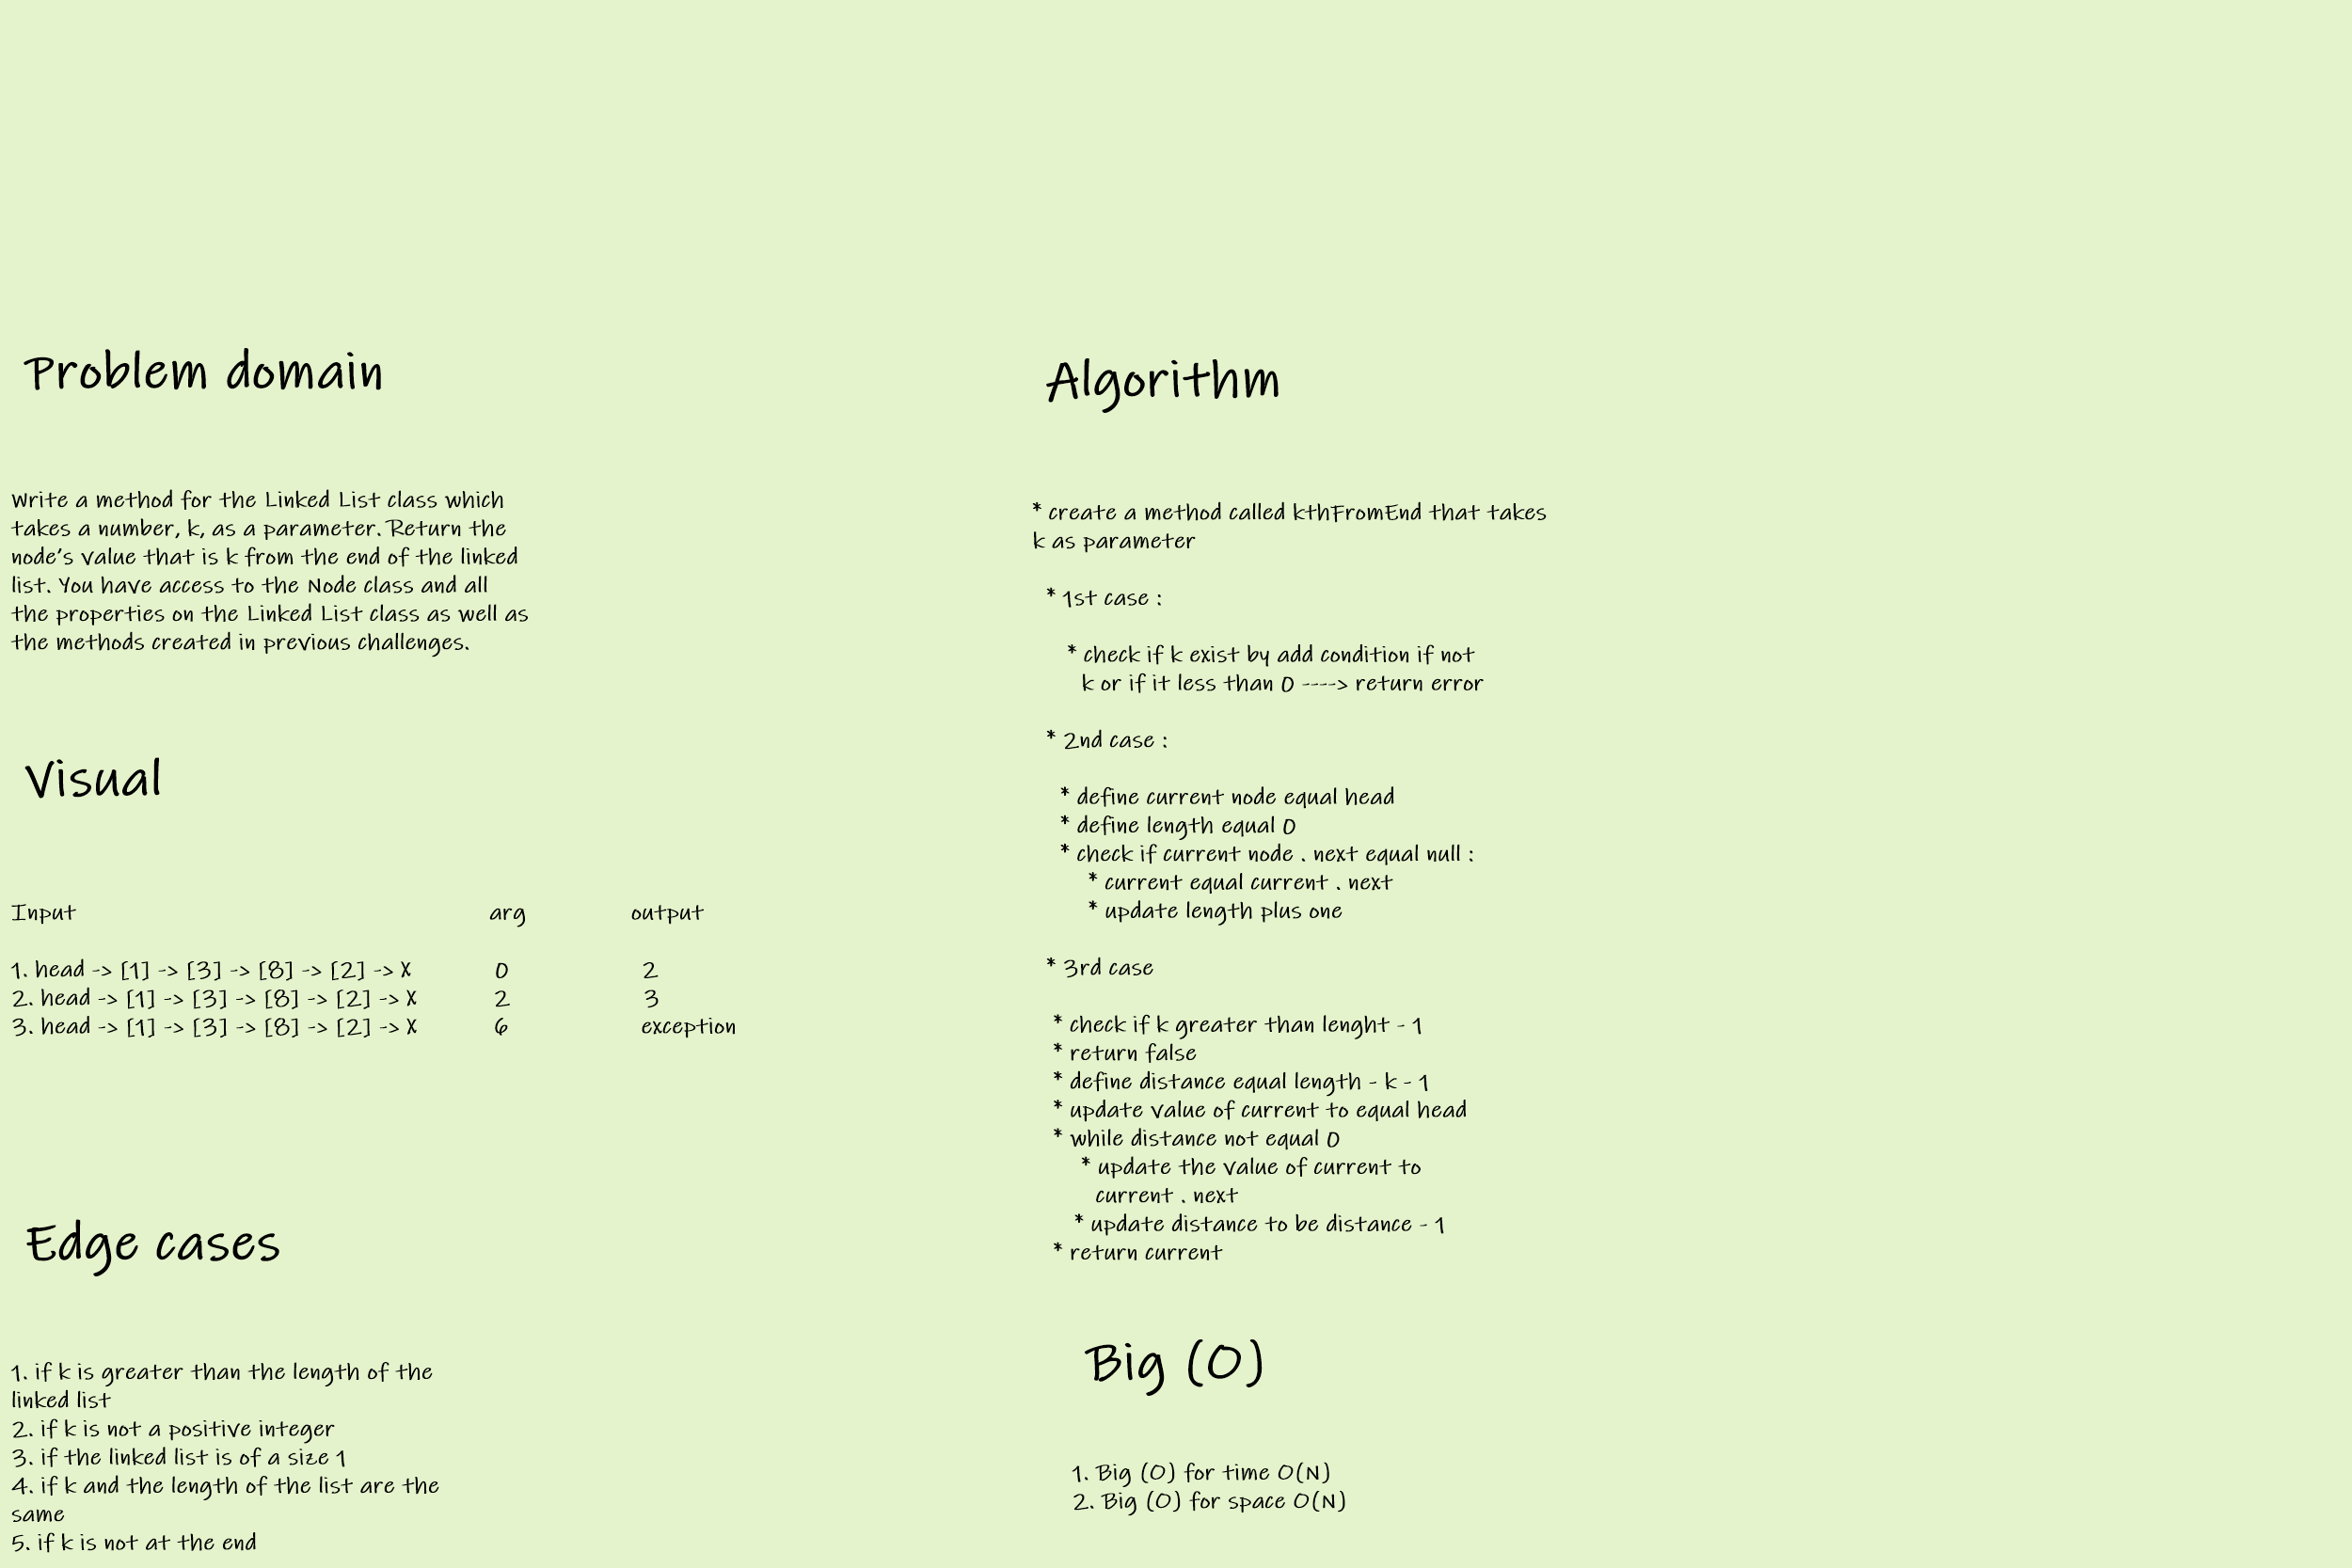 Problem domain
Write a method for the Linked List class which
takes a number, k, as a parameter. Return the
node's value that is k from the end of the linked
list. You have access to the Node class and all
the properties on the Linked List class as well as
the methods created in previous challenges.
Visual
Input arg output
1. head -> [1] -> [3] -> [8] -> [2] -> X 0 2
2. head -> [1] -> [3] -> [8] -> [2] -> X 2 3
3. head -> [1] -> [3] -> [8] -> [2] -> X 6 exception
Edge cases
1. if k is greater than the length of the
linked list
2. if k is not a positive integer
3. if the linked list is of a size 1
4. if k and the length of the list are the
same
5. if k is not at the end
Algorithm
* create a method called kthFromEnd that takes
k as parameter
* 1st case :
* check if k exist by add condition if not
k or if it less than 0 ----> return error
* 2nd case :
* define current node equal head
* define length equal 0
* check if current node . next equal null :
* current equal current . next
* update length plus one
* 3rd case
* check if k greater than lenght - 1
* return false
* define distance equal length - k - 1
* update value of current to equal head
* while distance not equal 0
* update the value of current to
current . next
* update distance to be distance - 1
* return current
Big (O)
1. Big (O) for time O(N)
2. Big (O) for space O(N)